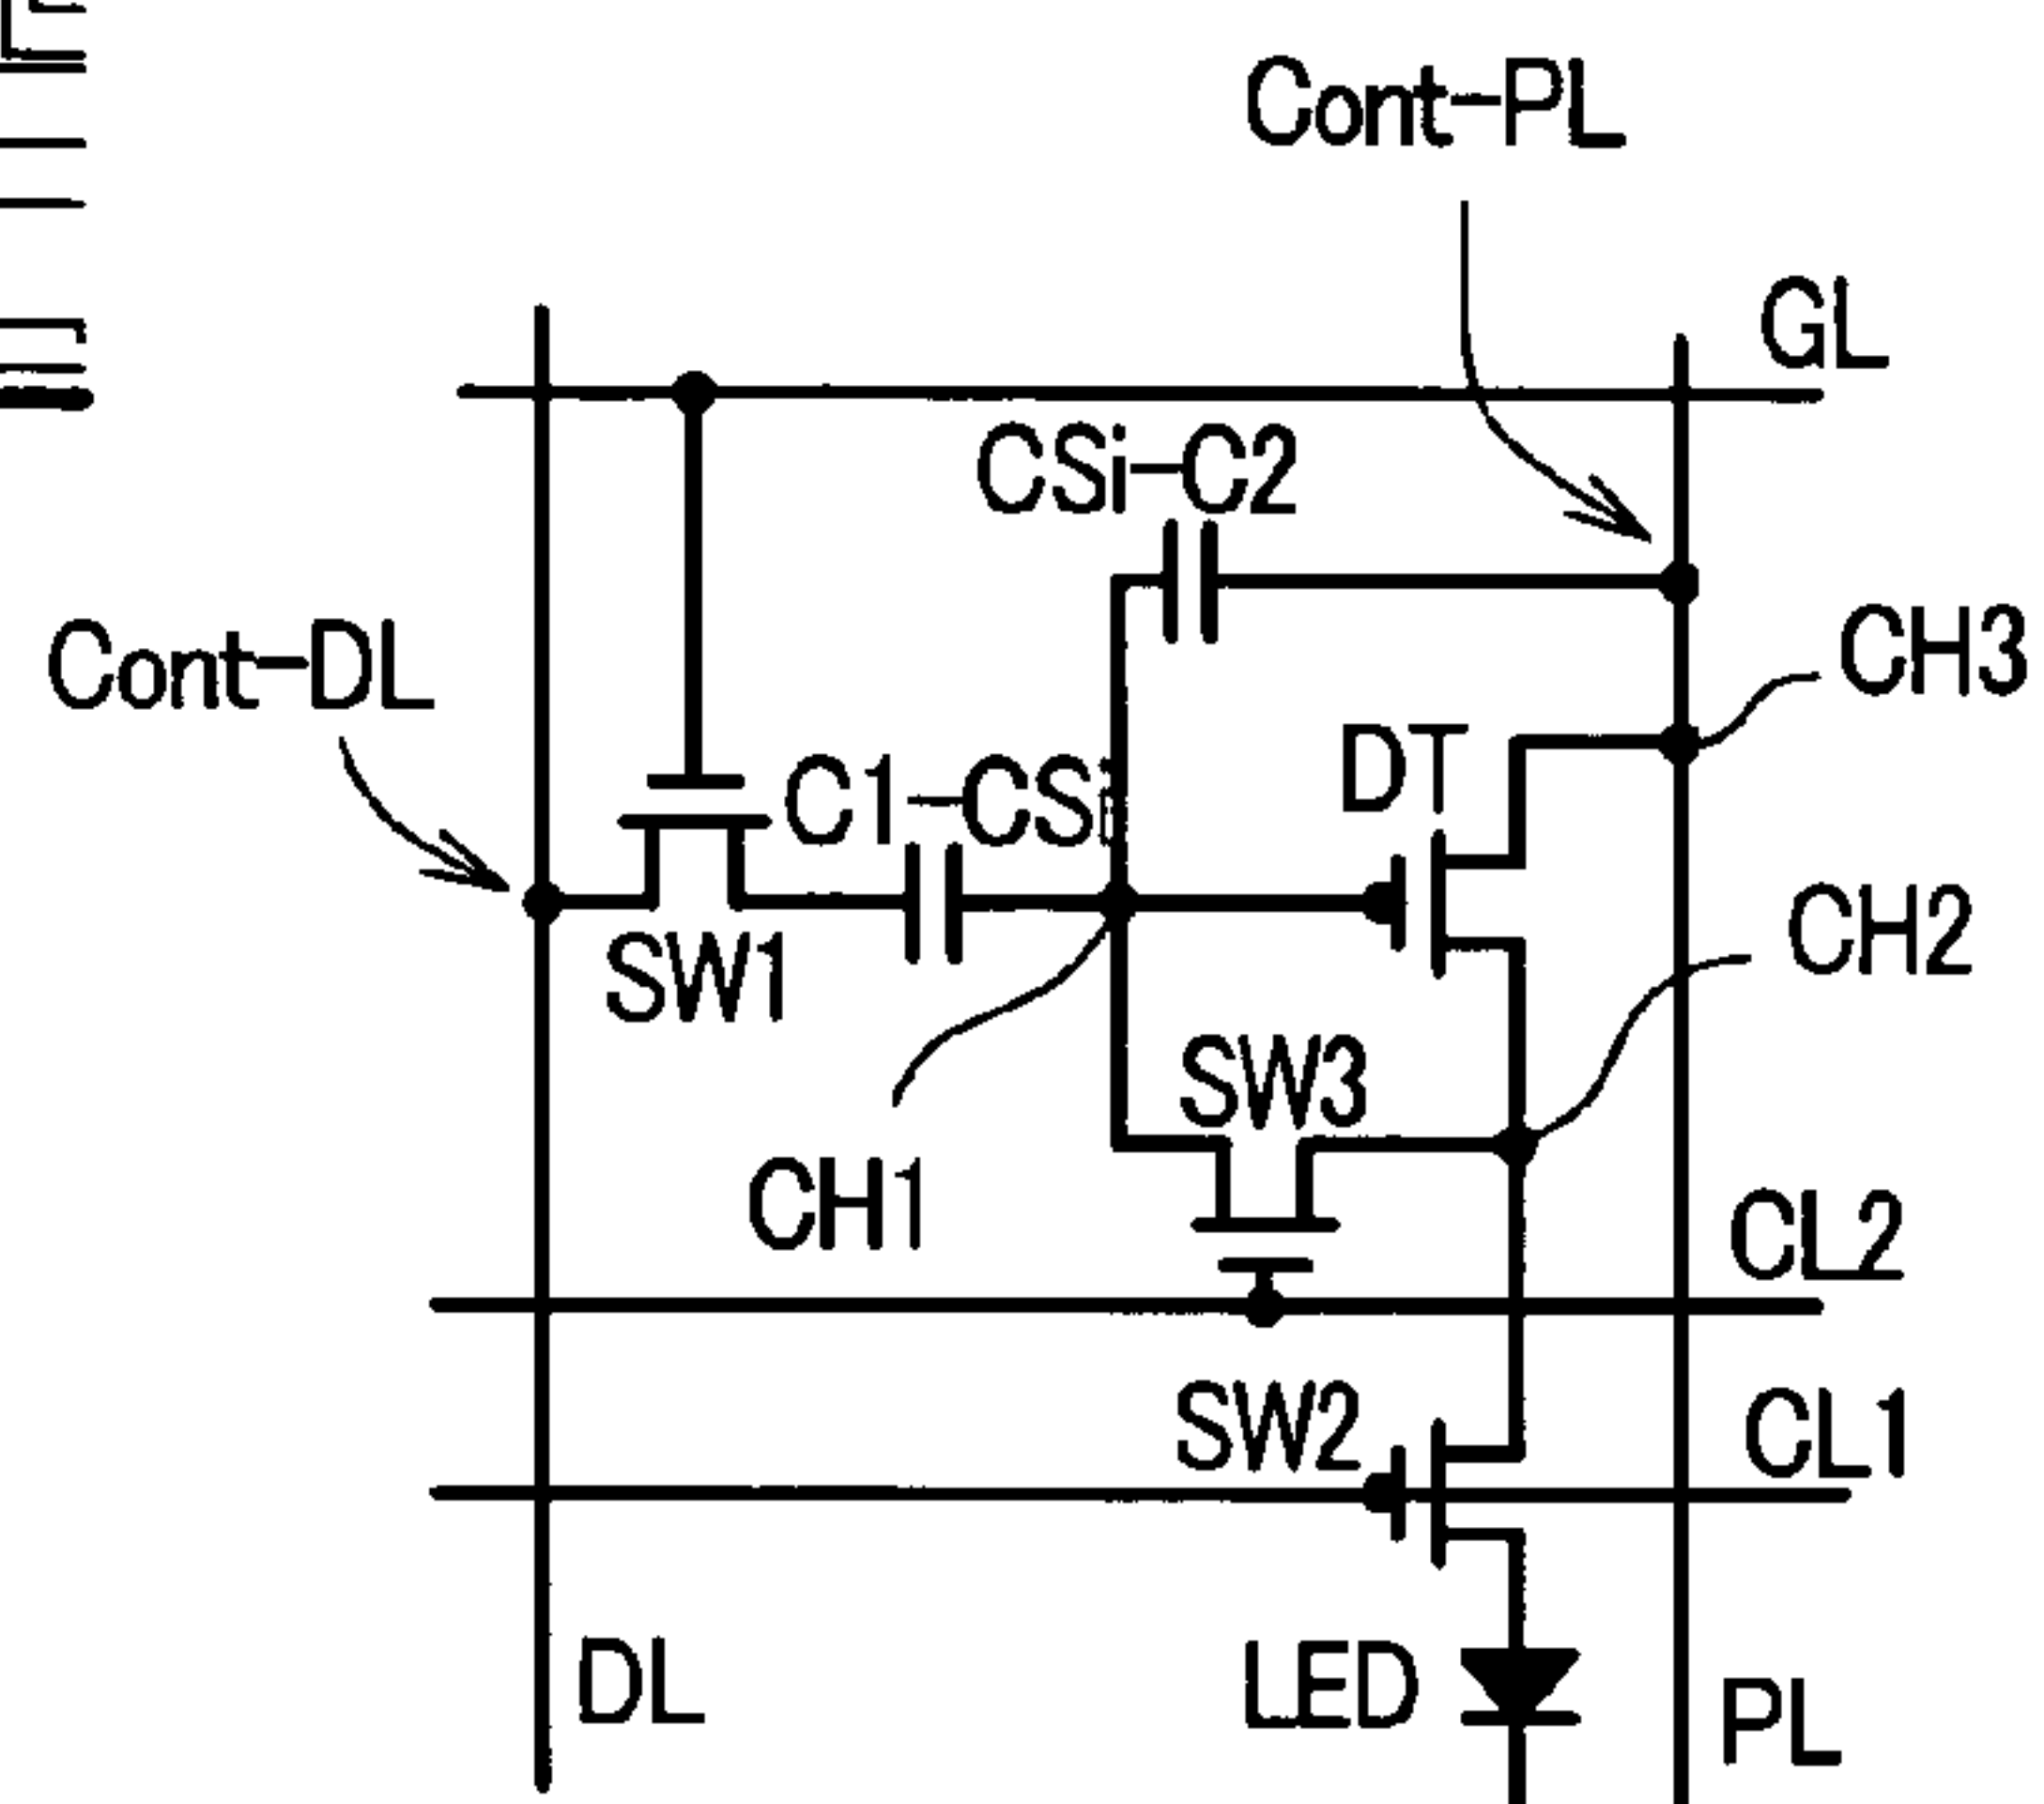 Cont-PL
GL
CSi-C2
Cont-DL
CH3
DT
C1-CSi
CH2
SW1
SW3
CH1
CL2
SW2
CL1
DL
LED
PL